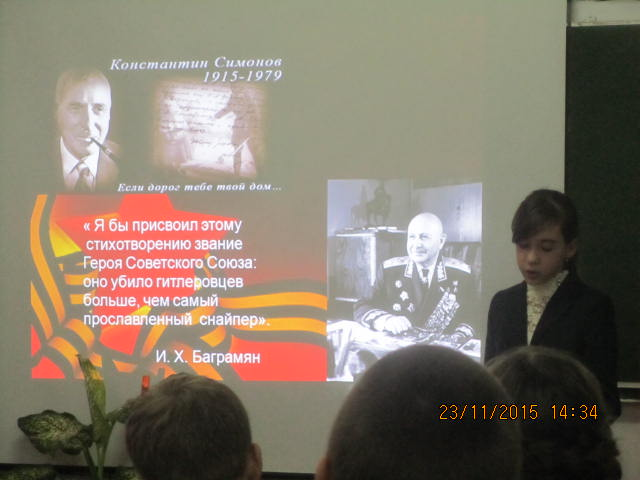 Константин Симонов
1915-1979
Если дорог тебе твой дом...
« Я бы присвоил этому
стихотворению звание
Героя Советского Союза:
оно убило гитлеровцев
больше, чем самый
прославленный снайпер».
И. Х. Баграмян
23/11/2015 14:34